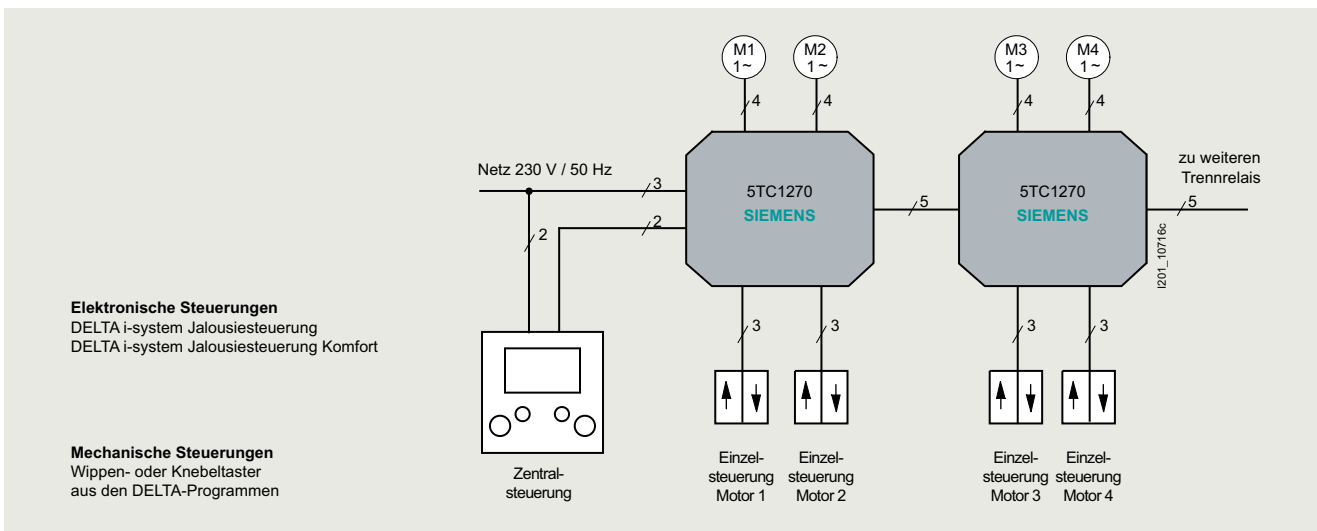 M1
1~
M2
1~
M3
1~
M4
1~
4
4
4
4
Netz 230 V / 50 Hz
3
2
2
5TC1270
SIEMENS
5
5TC1270
SIEMENS
zu weiteren
Trennrelais
5
I201_10716c
Elektronische Steuerungen
DELTA i-system Jalousiesteuerung
DELTA i-system Jalousiesteuerung Komfort
3
3
3
3
Mechanische Steuerungen
Wippen- oder Knebeltaster
aus den DELTA-Programmen
Zentral-
steuerung
Einzel-
steuerung
Motor 1
Einzel-
steuerung
Motor 2
Einzel-
steuerung
Motor 3
Einzel-
steuerung
Motor 4